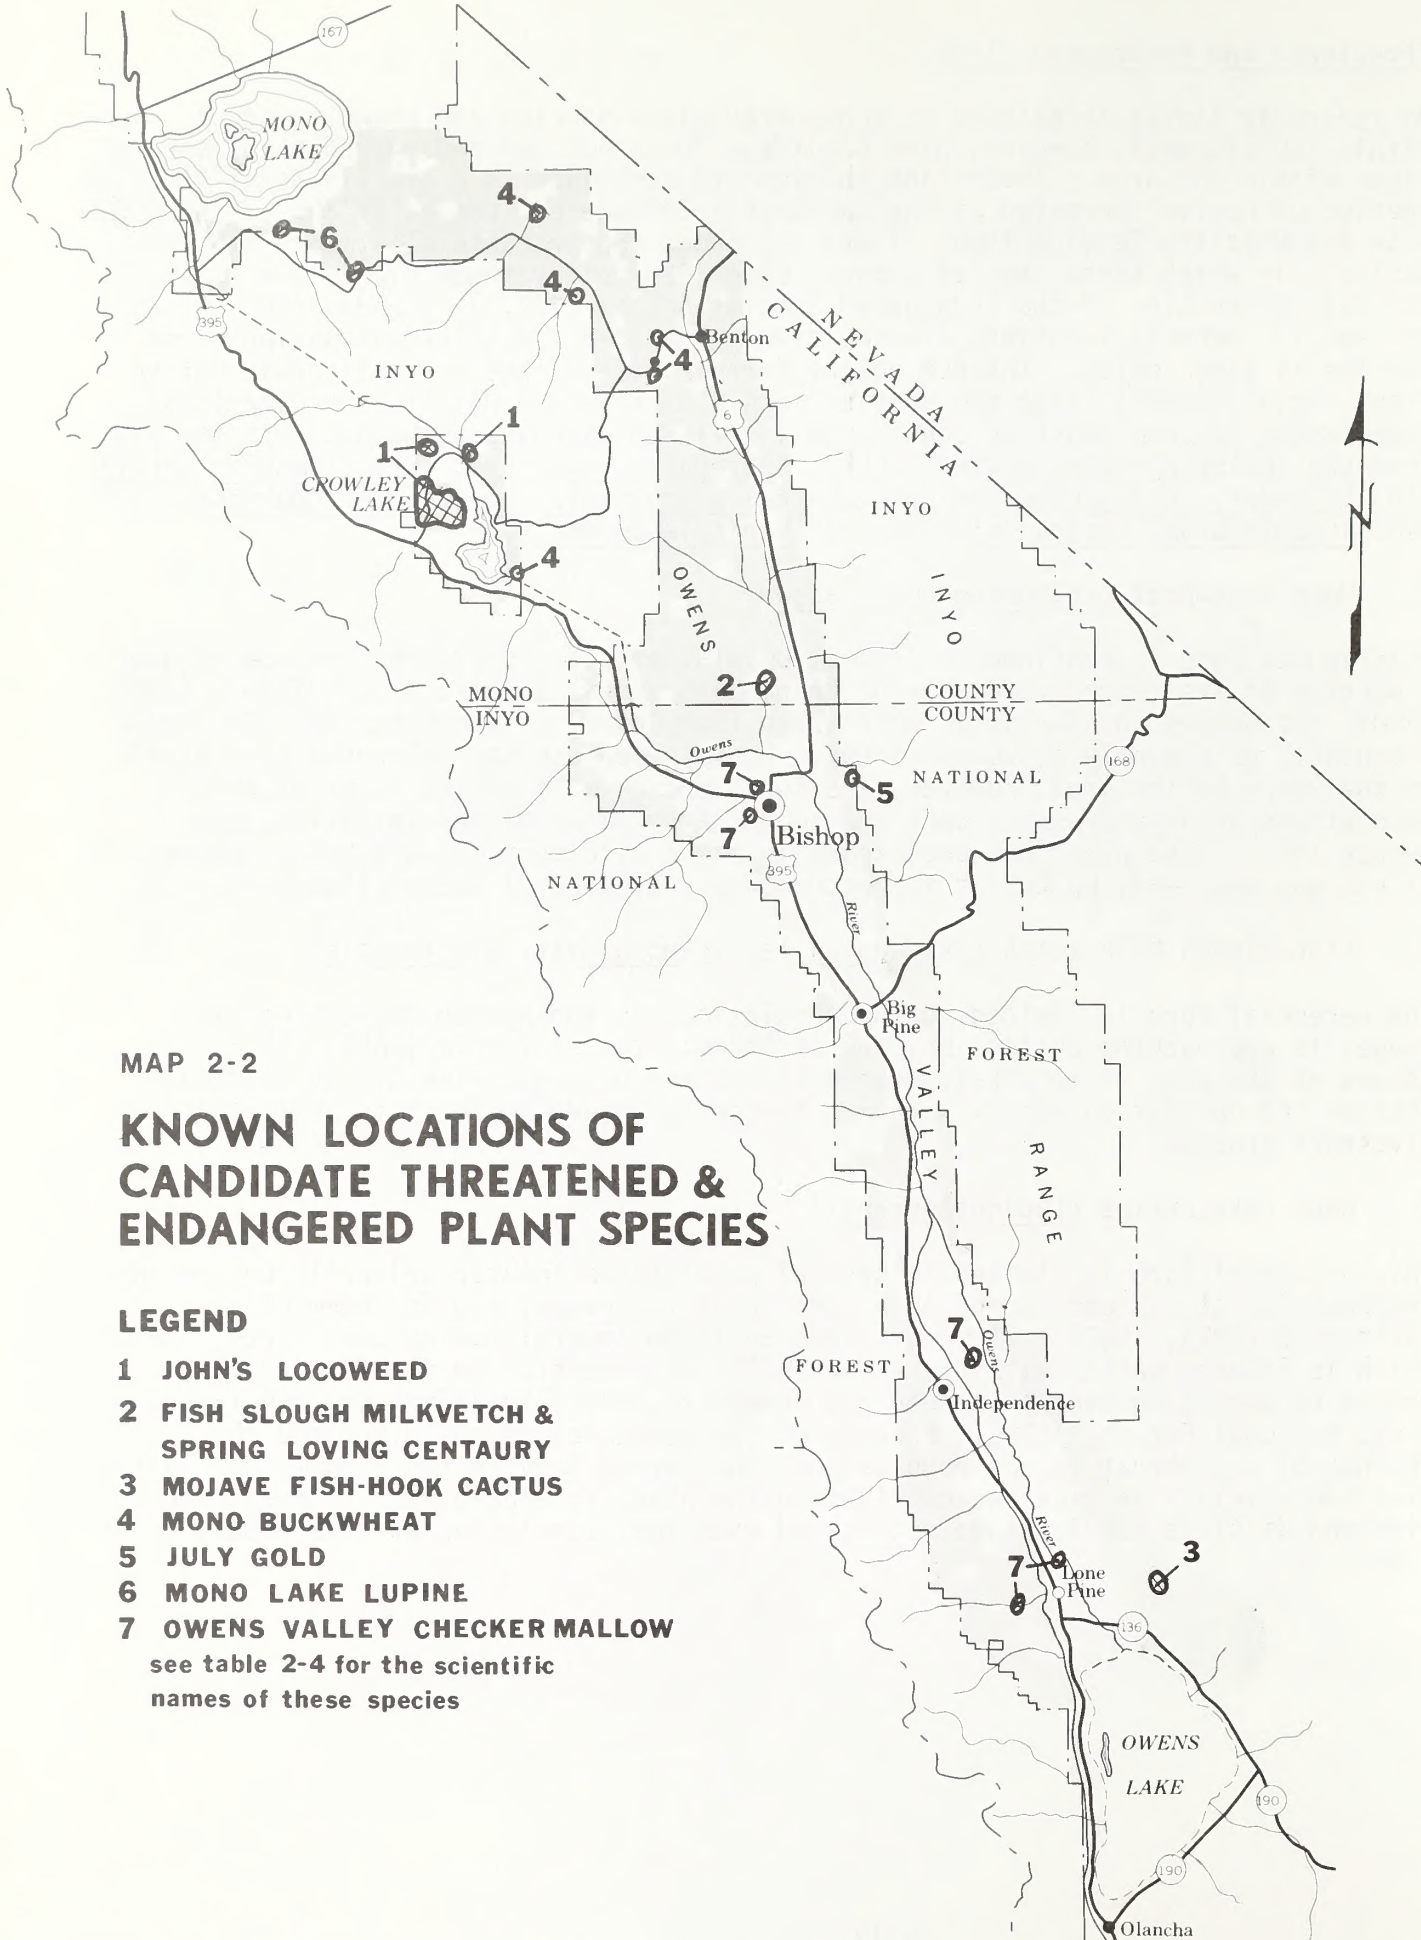 167
MONO
LAKE
4
6
4
395
Benton
4
NEVADA
CALIFORNIA
INYO
6
1
1
CROWLEY
LAKE
INYO
4
OWENS
INYO
2
MONO
INYO
COUNTY
COUNTY
Owens
168
7
5
NATIONAL
7
Bishop
395
NATIONAL
River
Big
Pine
FOREST
VALLEY
RANGE
MAP 2-2
KNOWN LOCATIONS OF
CANDIDATE THREATENED &
ENDANGERED PLANT SPECIES
LEGEND
1 JOHN'S LOCOWEED
2 FISH SLOUGH MILKVETCH &
SPRING LOVING CENTAURY
3 MOJAVE FISH-HOOK CACTUS
4 MONO BUCKWHEAT
5 JULY GOLD
6 MONO LAKE LUPINE
7 OWENS VALLEY CHECKER MALLOW
see table 2-4 for the scientific
names of these species
7
Owens
FOREST
Independence
River
7
Lone
Pine
3
136
OWENS
LAKE
190
190
Olancha